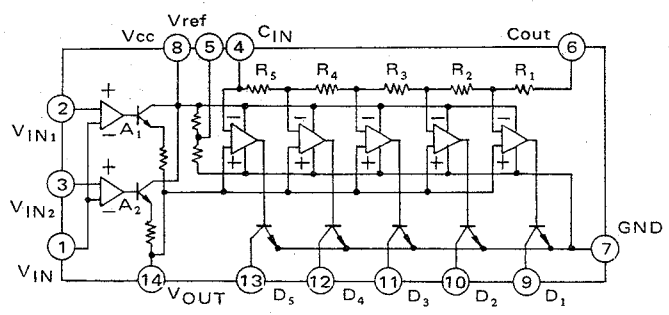 Vcc Vref CIN Cout
8 5 4 6
R5 R4 R3 R2 R1
2 + A1 −
VIN1
− − − − −
+ + + + +
3 + A2 −
VIN2
1
VIN
GND
7
14 13 12 11 10 9
VOUT D5 D4 D3 D2 D1